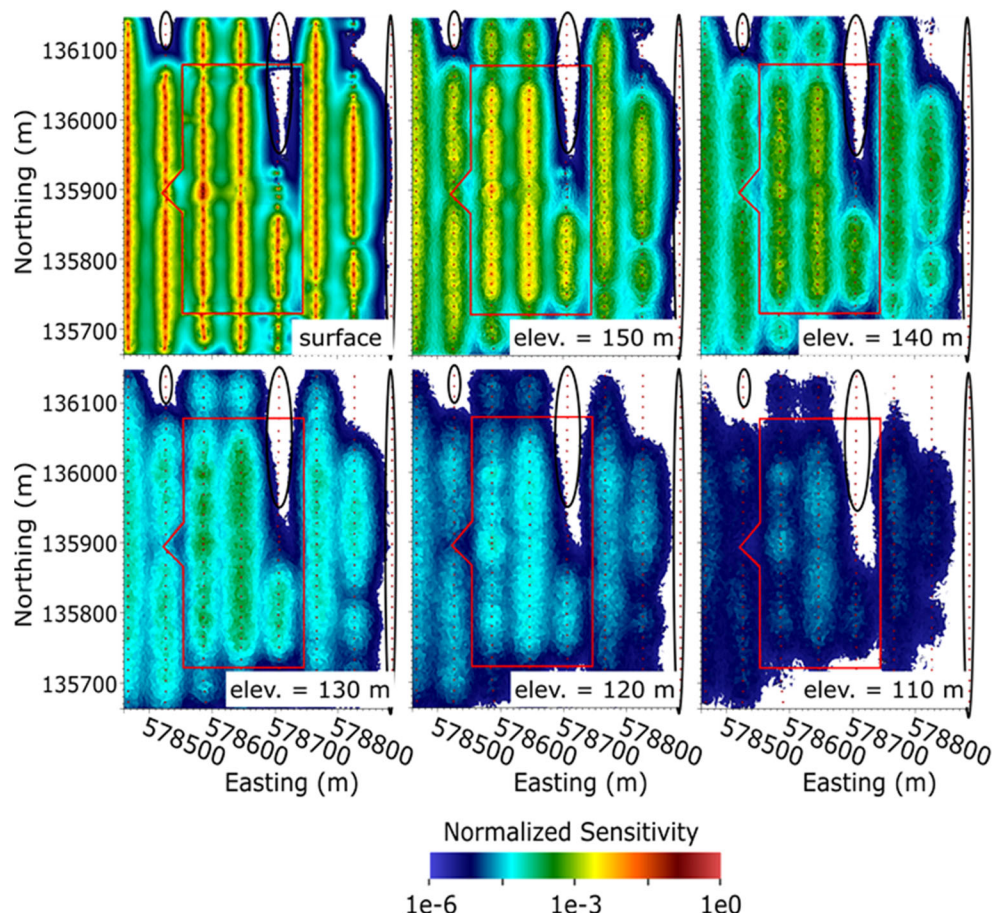 Northing (m)
136100
136000
135900
135800
135700
surface
elev. = 150 m
elev. = 140 m
Northing (m)
136100
136000
135900
135800
135700
elev. = 130 m
elev. = 120 m
elev. = 110 m
578500 578600 578700 578800
578500 578600 578700 578800
578500 578600 578700 578800
Easting (m)
Easting (m)
Easting (m)
Normalized Sensitivity
1e-6 1e-3 1e0